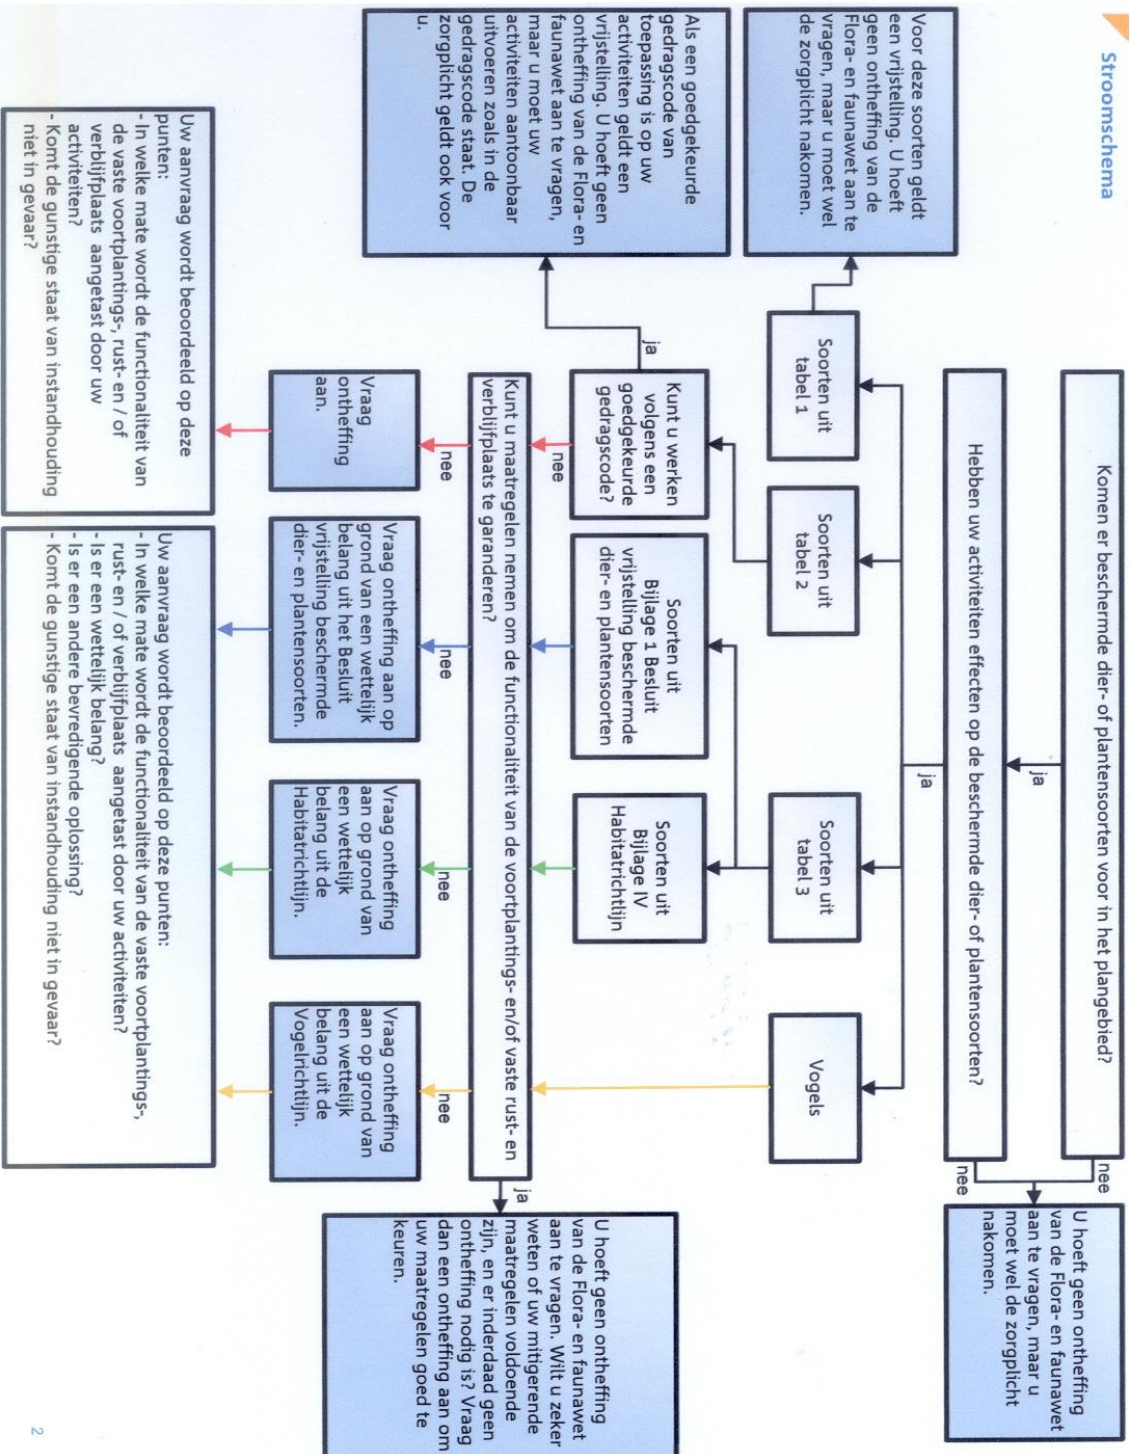 Stroomschema
Komen er beschermde dier- of plantensoorten voor in het plangebied?
nee
ja
U hoeft geen ontheffing
van de Flora- en faunawet
aan te vragen, maar u
moet wel de zorgplicht
nakomen.
Hebben uw activiteiten effecten op de beschermde dier- of plantensoorten?
nee
ja
Soorten uit
tabel 1
Soorten uit
tabel 2
Soorten uit
tabel 3
Vogels
Voor deze soorten geldt
een vrijstelling. U hoeft
geen ontheffing van de
Flora- en faunawet aan te
vragen, maar u moet wel
de zorgplicht nakomen.
Als een goedgekeurde
gedragscode van
toepassing is op uw
activiteiten geldt een
vrijstelling. U hoeft geen
ontheffing van de Flora- en
faunawet aan te vragen,
maar u moet uw
activiteiten aantoonbaar
uitvoeren zoals in de
gedragscode staat. De
zorgplicht geldt ook voor
u.
ja
Kunt u werken
volgens een
goedgekeurde
gedragscode?
nee
Soorten uit
Bijlage 1 Besluit
vrijstelling beschermde
dier- en plantensoorten
Soorten uit
Bijlage IV
Habitatrichtlijn
Kunt u maatregelen nemen om de functionaliteit van de voortplantings- en/of vaste rust- en
verblijfplaats te garanderen?
ja
U hoeft geen ontheffing
van de Flora- en faunawet
aan te vragen. Wilt u zeker
weten of uw mitigerende
maatregelen voldoende
zijn, en er inderdaad geen
ontheffing nodig is? Vraag
dan een ontheffing aan om
uw maatregelen goed te
keuren.
nee
nee
nee
nee
Vraag
ontheffing
aan.
Vraag ontheffing aan op
grond van een wettelijk
belang uit het Besluit
vrijstelling beschermde
dier- en plantensoorten.
Vraag ontheffing
aan op grond van
een wettelijk
belang uit de
Habitatrichtlijn.
Vraag ontheffing
aan op grond van
een wettelijk
belang uit de
Vogelrichtlijn.
Uw aanvraag wordt beoordeeld op deze
punten:
- In welke mate wordt de functionaliteit van
de vaste voortplantings-, rust- en / of
verblijfplaats aangetast door uw
activiteiten?
- Komt de gunstige staat van instandhouding
niet in gevaar?
Uw aanvraag wordt beoordeeld op deze punten:
- In welke mate wordt de functionaliteit van de vaste voortplantings-,
rust- en / of verblijfplaats aangetast door uw activiteiten?
- Is er een wettelijk belang?
- Is er een andere bevredigende oplossing?
- Komt de gunstige staat van instandhouding niet in gevaar?
2